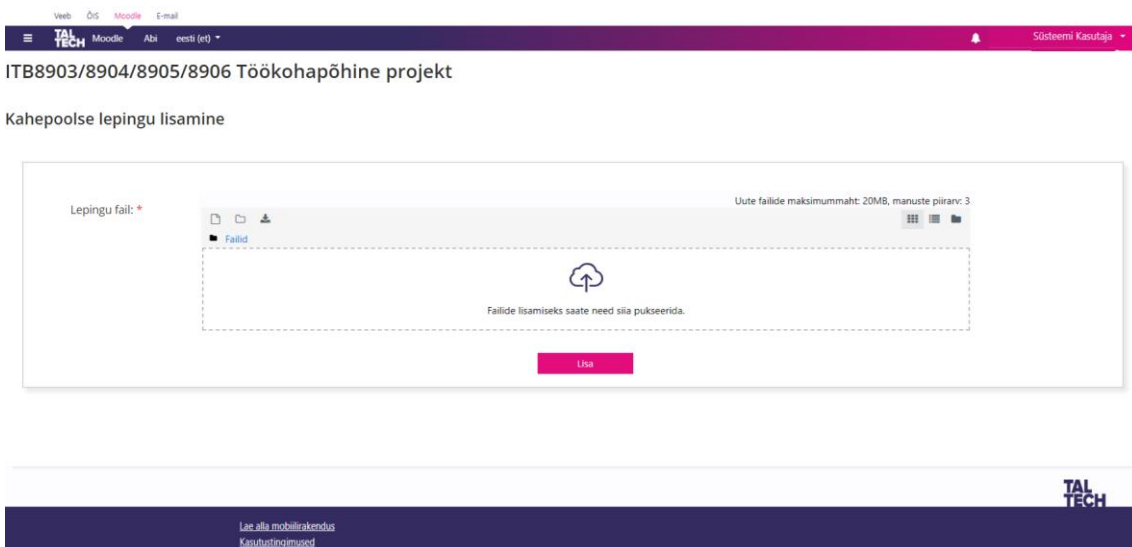 Veeb ÕIS Moodle E-mail
TAL TECH Moodle Abi eesti (et) Süsteemi Kasutaja
ITB8903/8904/8905/8906 Töökohapõhine projekt
Kahepoolse lepingu lisamine
Uute failide maksimummaht: 20MB, manuste piirarv: 3
Lepingu fail: *
Failid
Failide lisamiseks saate need siia pukseerida.
Lisa
TAL
TECH
Lae alla mobiilirakendus
Kasutustingimused